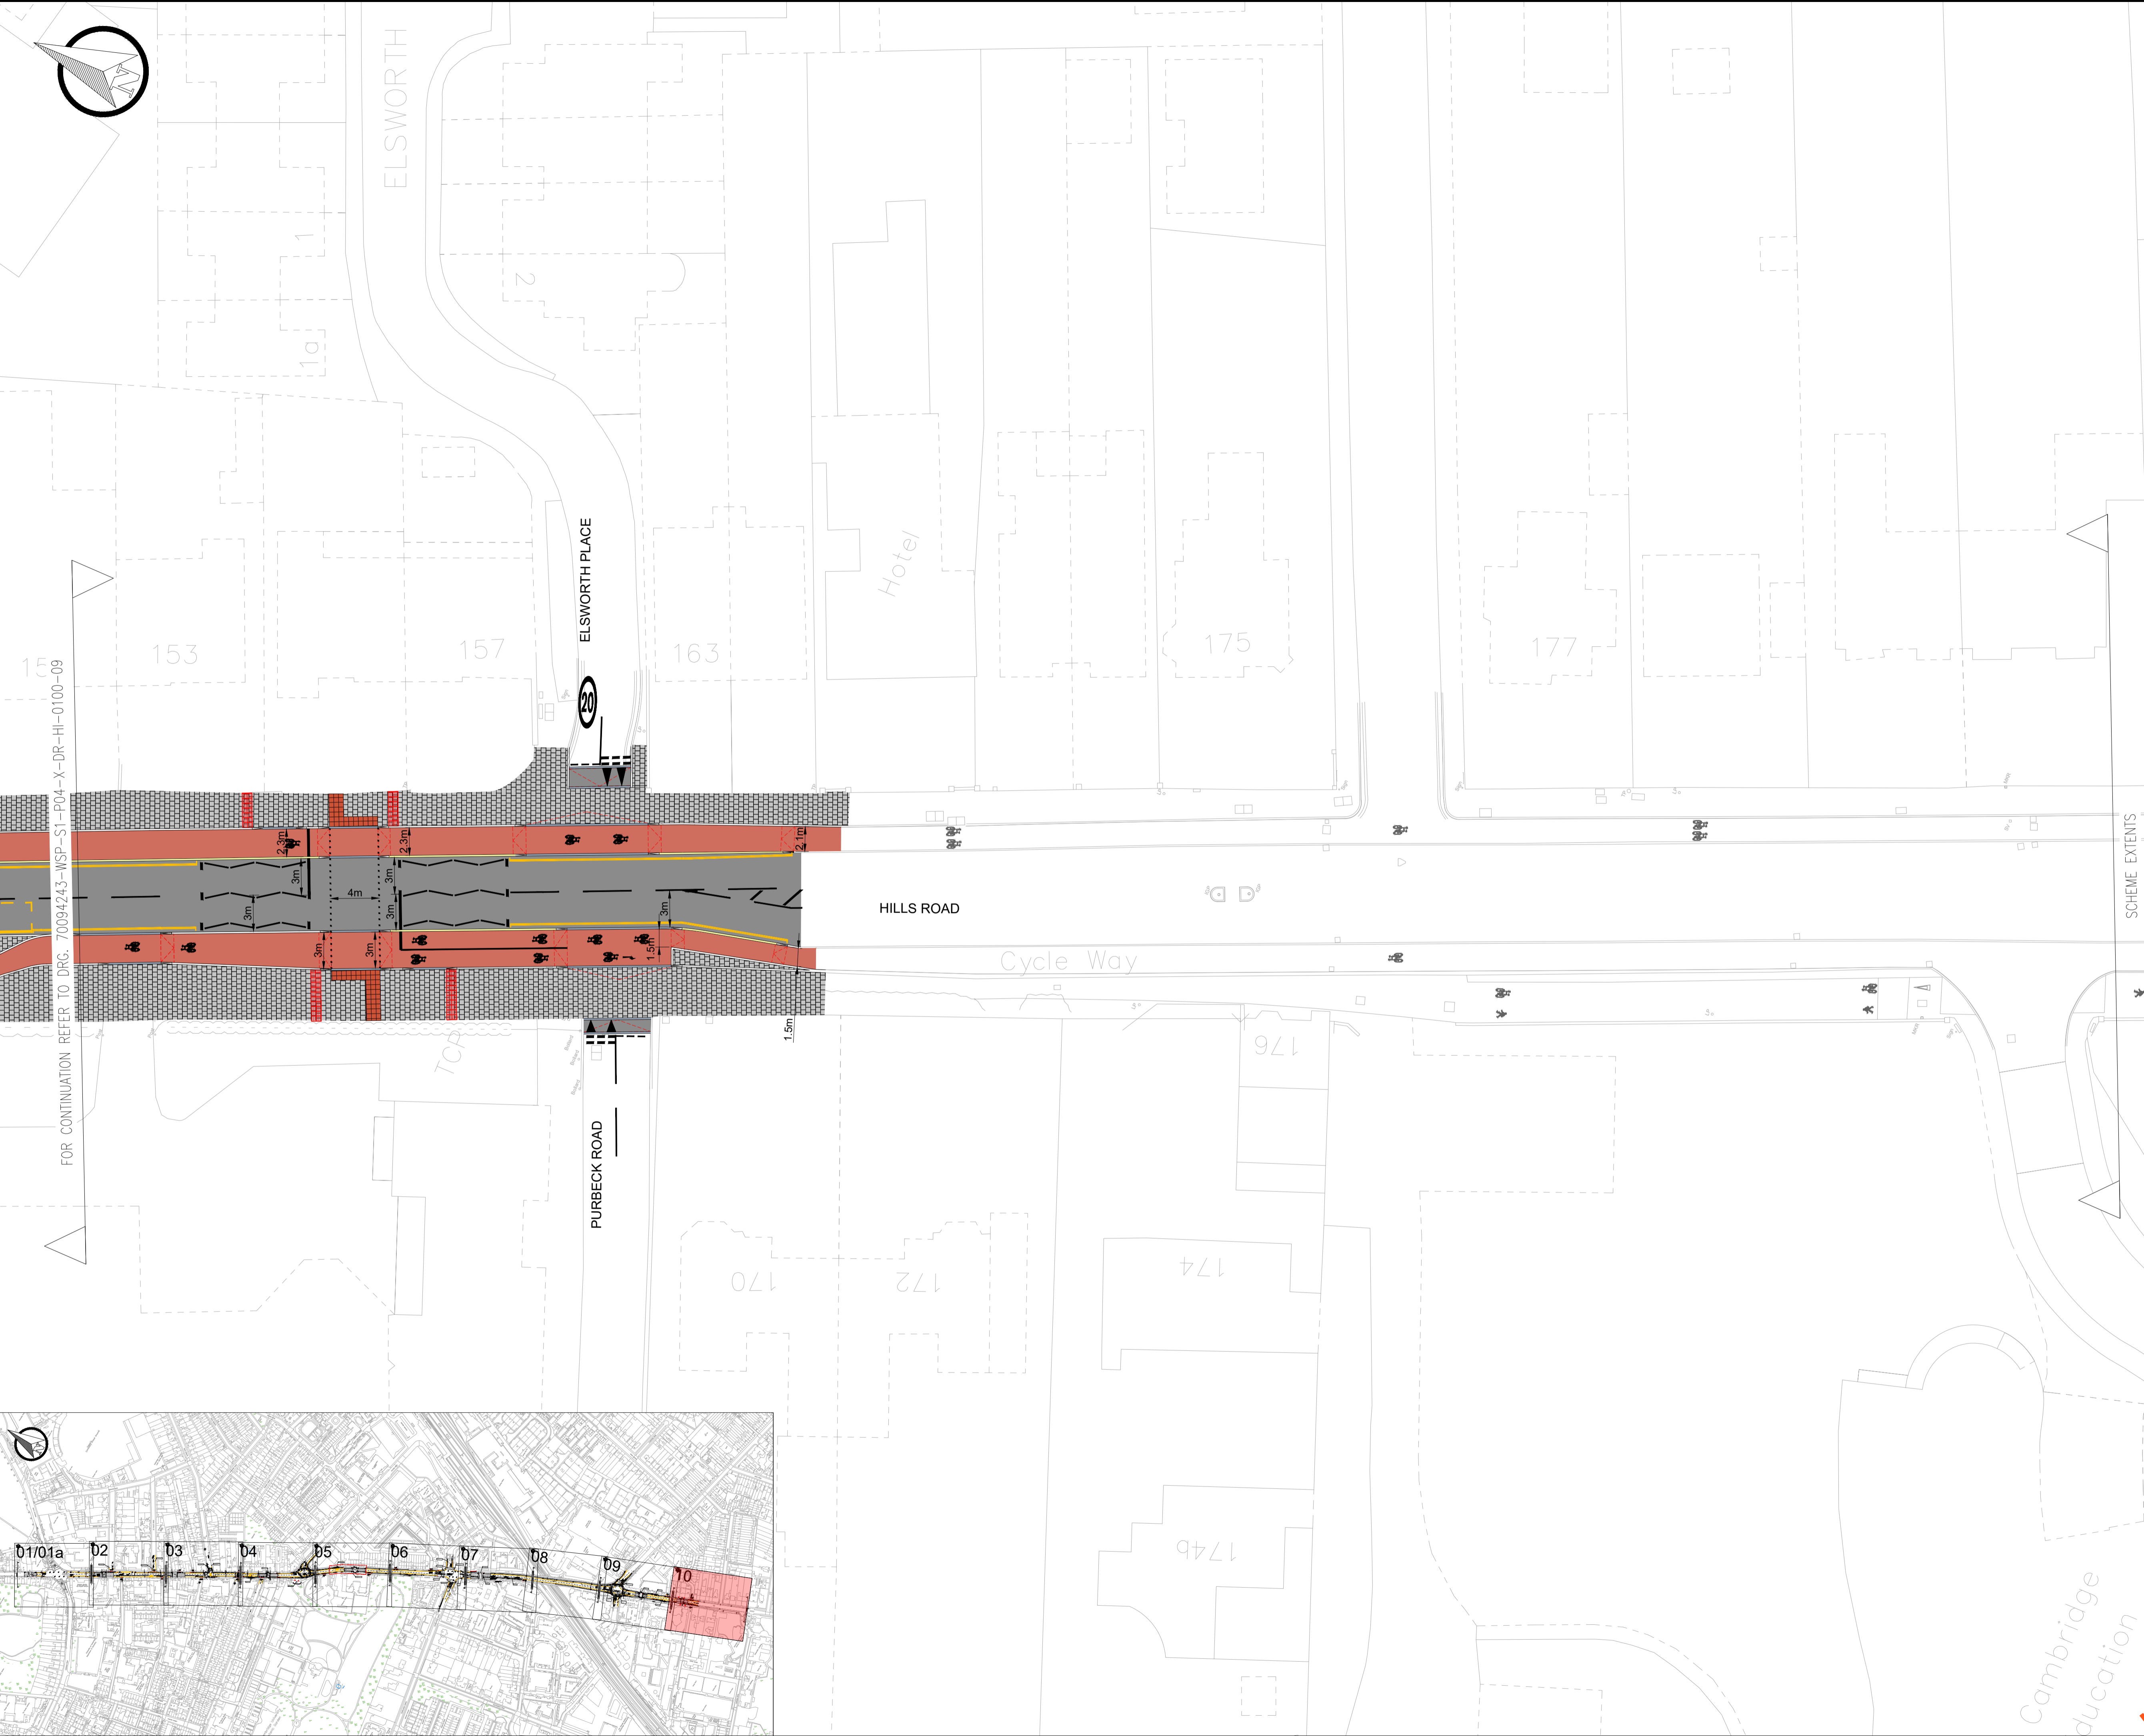 N
ELSWORTH
1
1a
2
Hotel
ELSWORTH PLACE
15
153
157
163
175
177
20
FOR CONTINUATION REFER TO DRG. 70094243-WSP-S1-P04-X-DR-HI-0100-09
SCHEME EXTENTS
2.3m
2.3m
2.1m
3m
3m
4m
3m
3m
3m
HILLS ROAD
3m
3m
1.5m
Cycle Way
1.5m
TCP
176
PURBECK ROAD
170
172
174
174b
01/01a
02
03
04
05
06
07
08
09
10
Cambridge
ducation